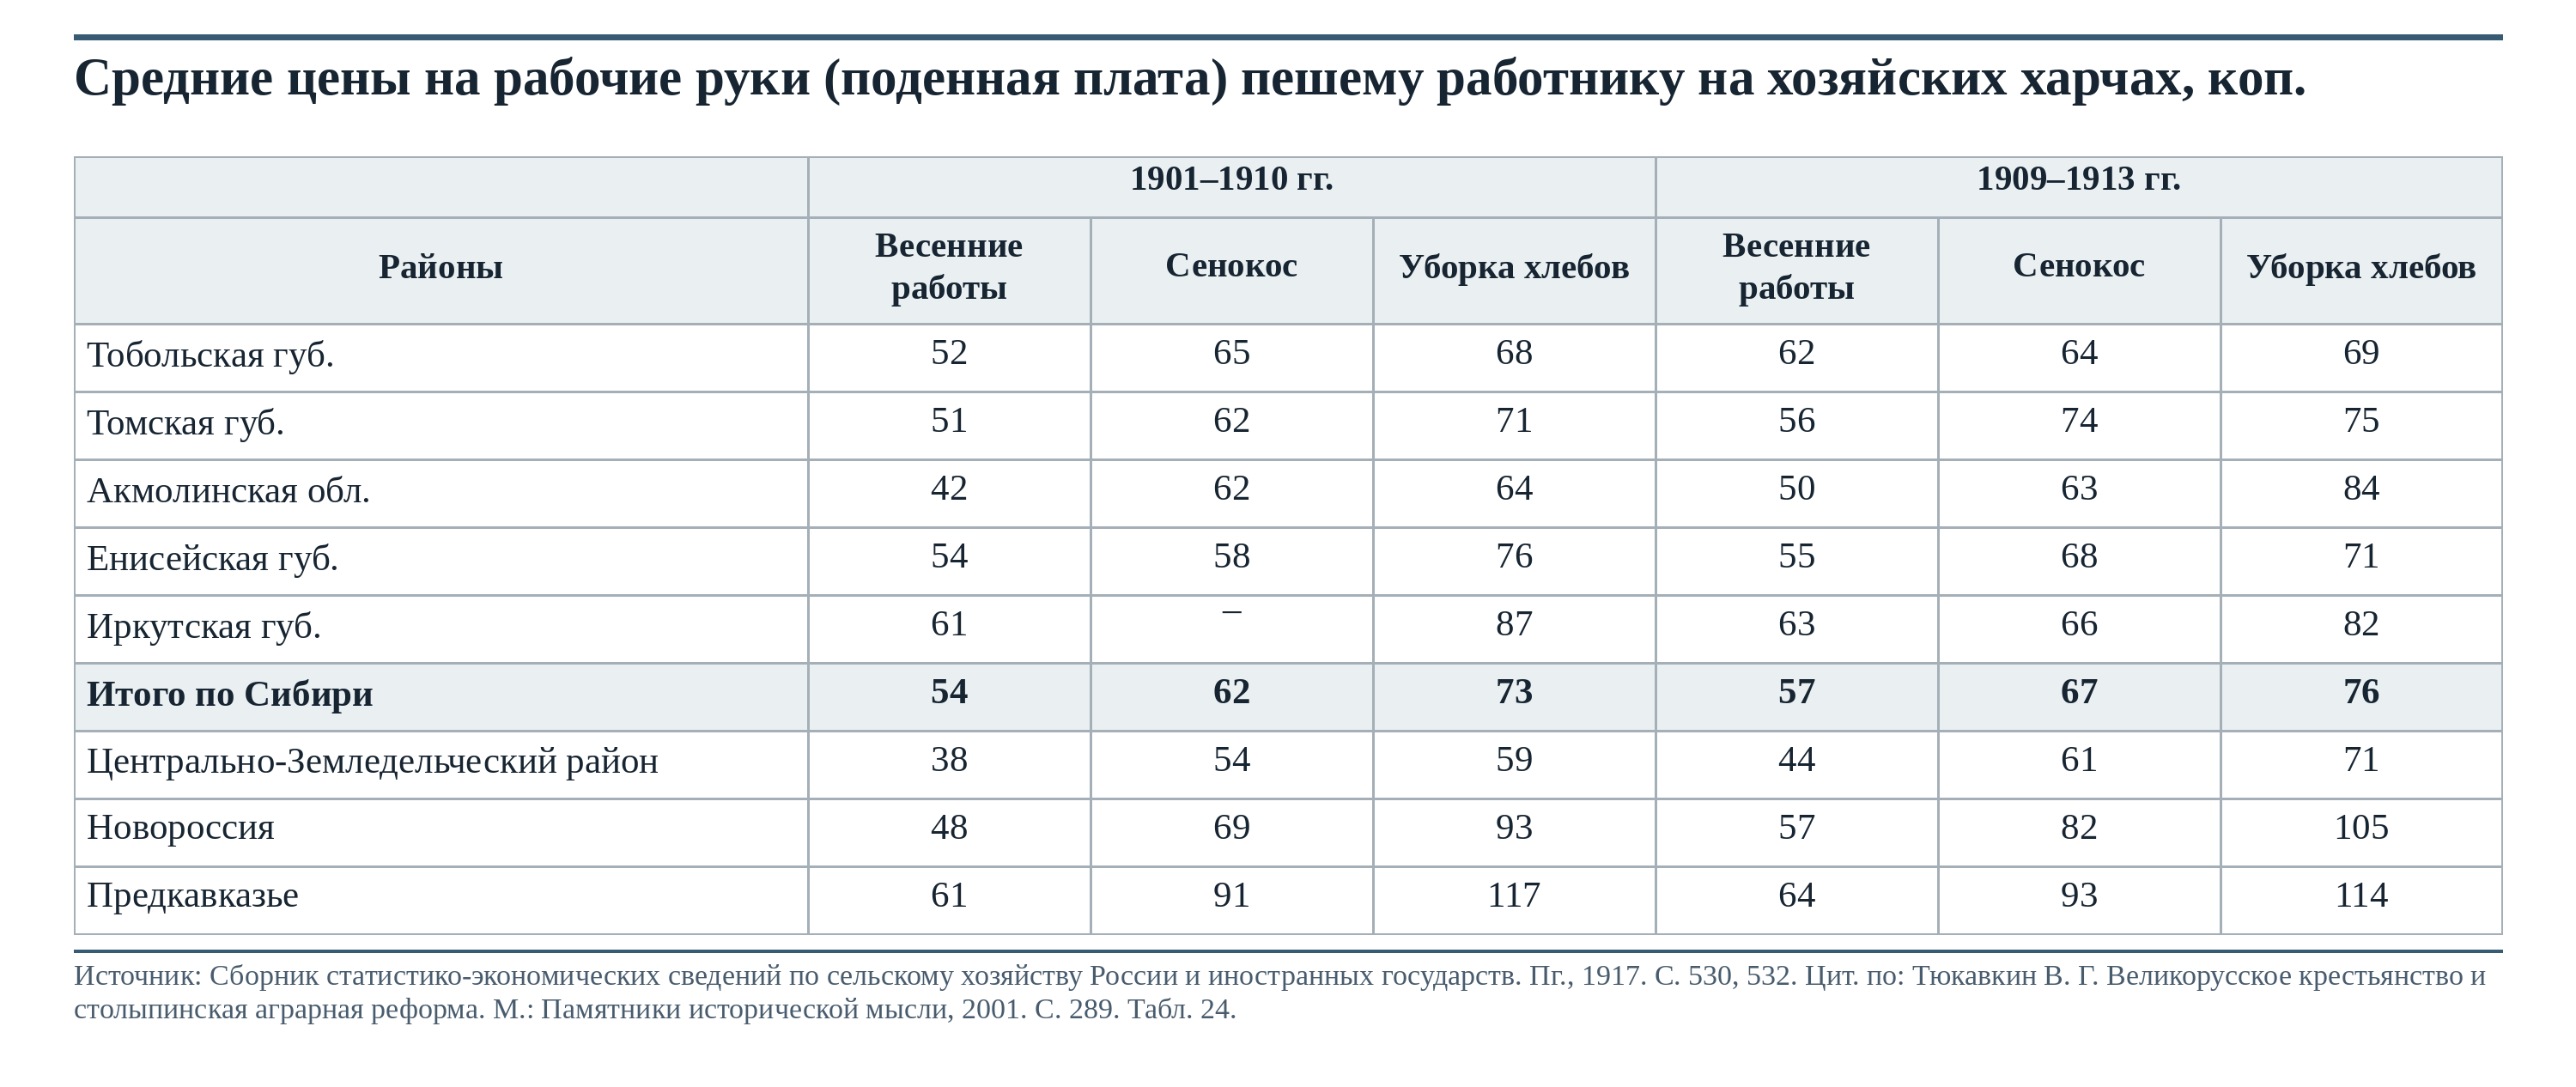 Средние цены на рабочие руки (поденная плата) пешему работнику на хозяйских харчах, коп.
1901–1910 гг. 1909–1913 гг.
Районы Весенние работы Сенокос Уборка хлебов Весенние работы Сенокос Уборка хлебов
Тобольская губ. 52 65 68 62 64 69
Томская губ. 51 62 71 56 74 75
Акмолинская обл. 42 62 64 50 63 84
Енисейская губ. 54 58 76 55 68 71
Иркутская губ. 61 – 87 63 66 82
Итого по Сибири 54 62 73 57 67 76
Центрально-Земледельческий район 38 54 59 44 61 71
Новороссия 48 69 93 57 82 105
Предкавказье 61 91 117 64 93 114
Источник: Сборник статистико-экономических сведений по сельскому хозяйству России и иностранных государств. Пг., 1917. С. 530, 532. Цит. по: Тюкавкин В. Г. Великорусское крестьянство и
столыпинская аграрная реформа. М.: Памятники исторической мысли, 2001. С. 289. Табл. 24.